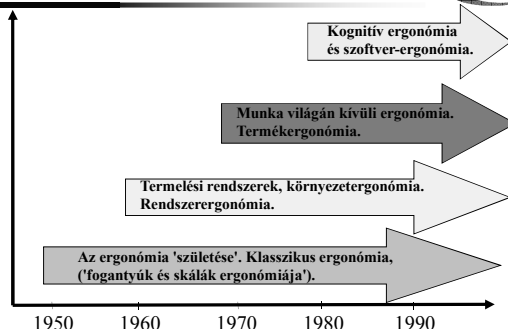 Kognitív ergonómia
és szoftver-ergonómia.
Munka világán kívüli ergonómia.
Termékergonómia.
Termelési rendszerek, környezetergonómia.
Rendszerergonómia.
Az ergonómia 'születése'. Klasszikus ergonómia,
('fogantyúk és skálák ergonómiája').
1950 1960 1970 1980 1990